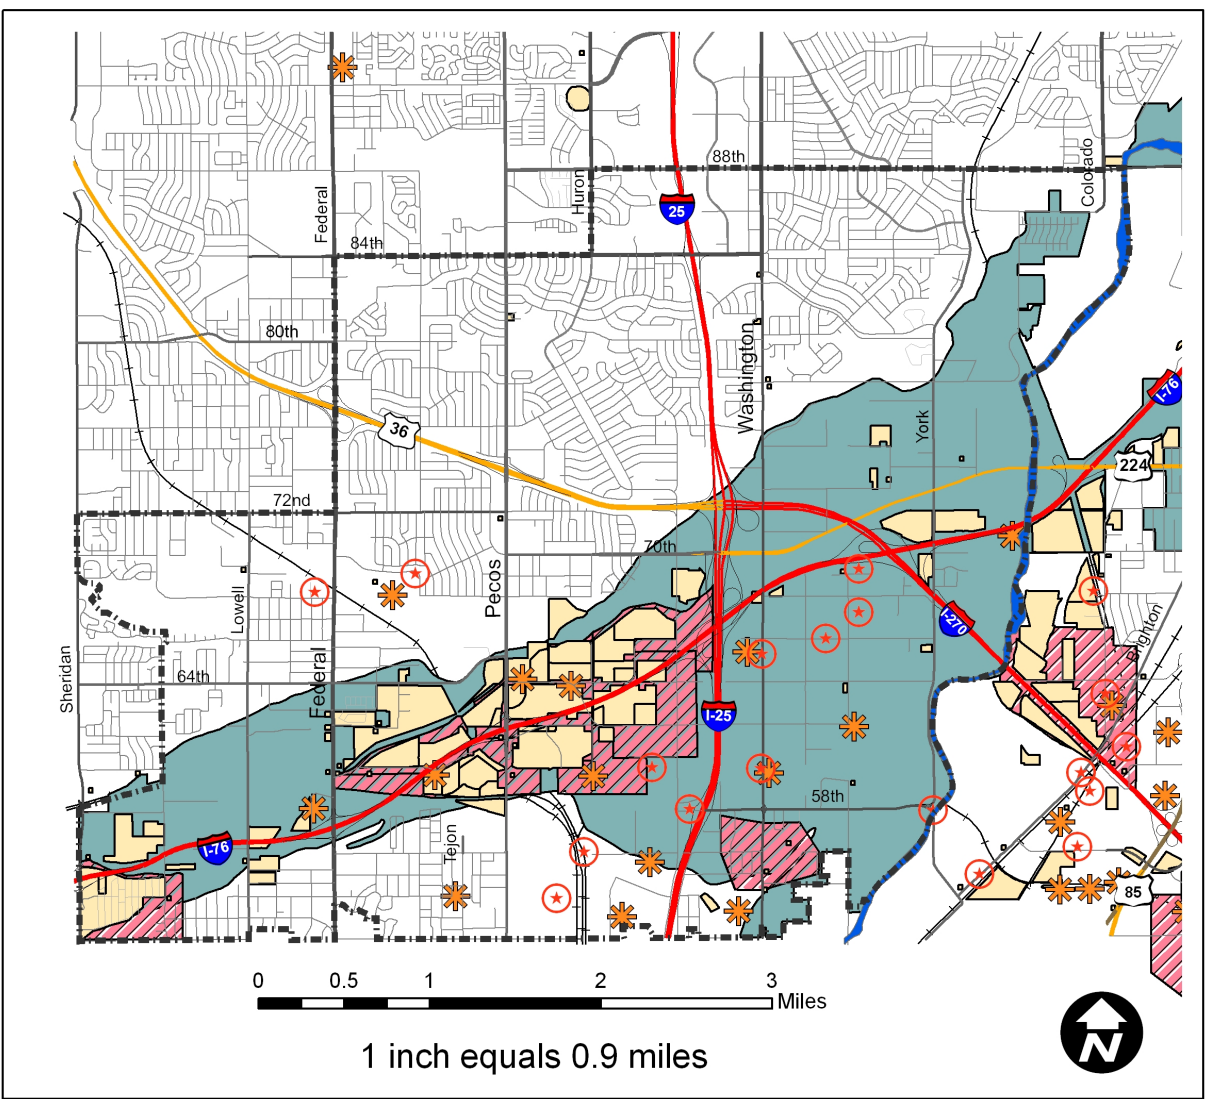 88th
Colorado
Federal
Huron
25
84th
80th
Washington
I-76
36
York
224
72nd
70th
Lowell
Pecos
I-270
Brighton
Sheridan
64th
Federal
I-25
58th
Tejon
I-76
85
0 0.5 1 2 3
Miles
1 inch equals 0.9 miles
N